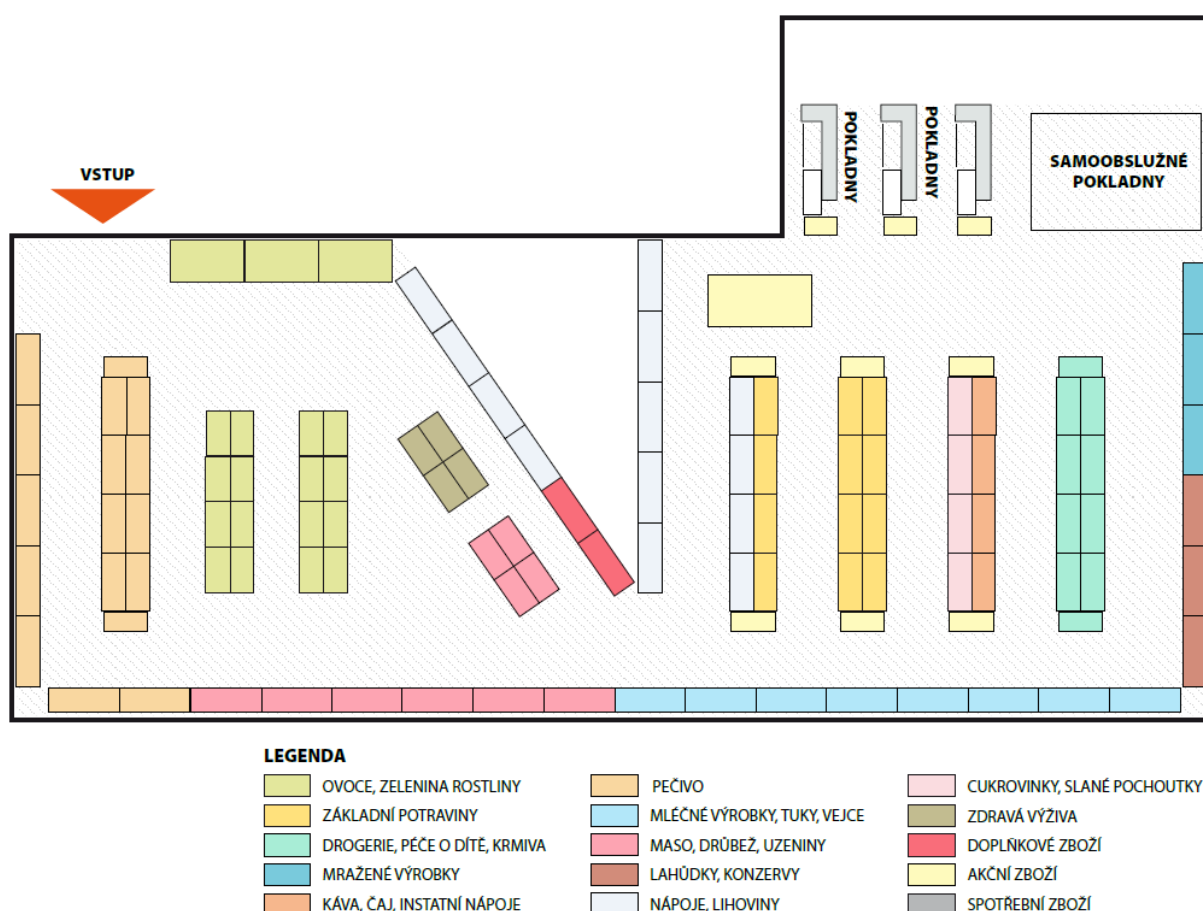 VSTUP
POKLADNY
POKLADNY
SAMOOBSLUŽNÉ
POKLADNY
LEGENDA
OVOCE, ZELENINA ROSTLINY
ZÁKLADNÍ POTRAVINY
DROGERIE, PÉČE O DÍTĚ, KRMIVA
MRAŽENÉ VÝROBKY
KÁVA, ČAJ, INSTATNÍ NÁPOJE
PEČIVO
MLÉČNÉ VÝROBKY, TUKY, VEJCE
MASO, DRŮBEŽ, UZENINY
LAHŮDKY, KONZERVY
NÁPOJE, LIHOVINY
CUKROVINKY, SLANÉ POCHOUTKY
ZDRAVÁ VÝŽIVA
DOPLŇKOVÉ ZBOŽÍ
AKČNÍ ZBOŽÍ
SPOTŘEBNÍ ZBOŽÍ